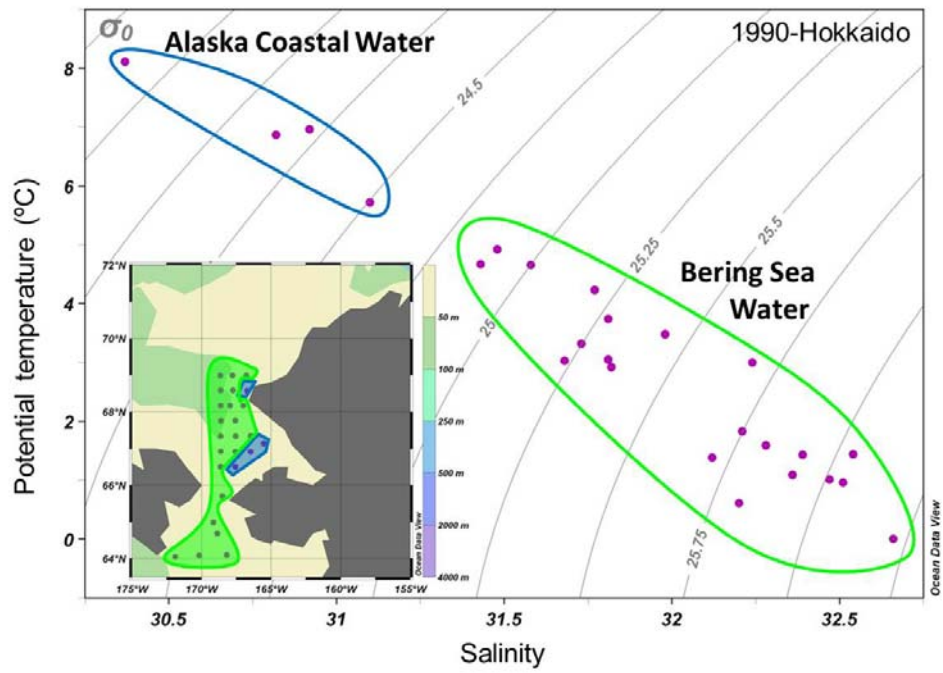 σ0
Alaska Coastal Water
1990-Hokkaido
8
6
4
2
0
Potential temperature (ºC)
24.5
25
25.25
25.5
25.75
Bering Sea
Water
72°N
70°N
68°N
66°N
64°N
175°W 170°W 165°W 160°W 155°W
50 m
100 m
250 m
500 m
2000 m
4000 m
Ocean Data View
Ocean Data View
30.5 31 31.5 32 32.5
Salinity